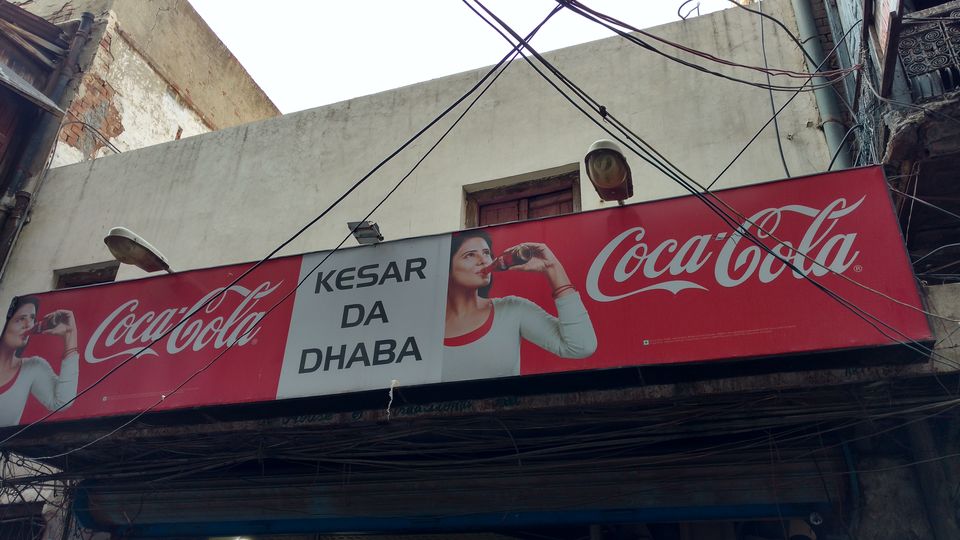 Coca-Cola
KESAR
DA
DHABA
Coca-Cola
®